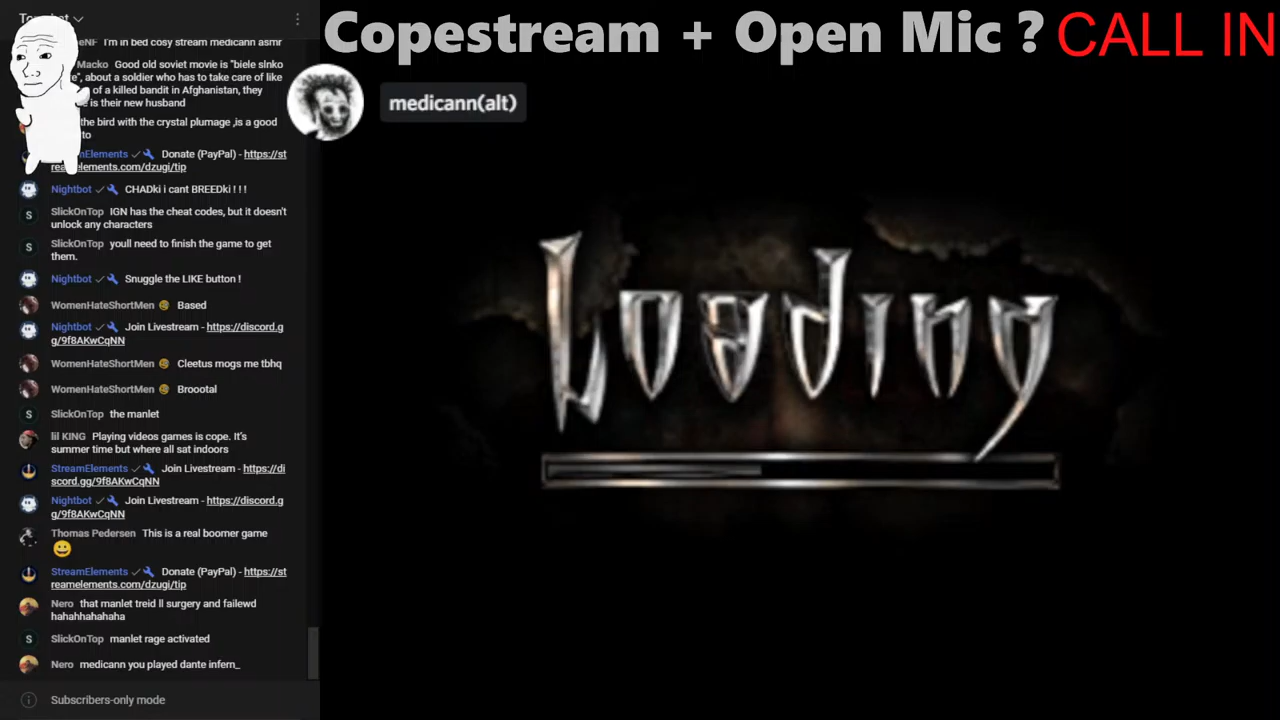 Copestream + Open Mic ? CALL IN
medicann(alt)
I'm in bed cosy stream medicann asmr
Macko Good old soviet movie is "biele slnko
", about a soldier who has to take care of like
of a killed bandit in Afghanistan, they
is their new husband
the bird with the crystal plumage ,is a good
Donate (PayPal) - https://st
reamelements.com/dzugi/tip
Nightbot CHADki i cant BREEDki ! ! !
SlickOnTop IGN has the cheat codes, but it doesn't
unlock any characters
SlickOnTop youll need to finish the game to get
them.
Nightbot Snuggle the LIKE button !
WomenHateShortMen Based
Nightbot Join Livestream - https://discord.g
g/9f8AKwCqNN
WomenHateShortMen Cleetus mogs me tbhq
WomenHateShortMen Broootal
SlickOnTop the manlet
lil KING Playing videos games is cope. It's
summer time but where all sat indoors
StreamElements Join Livestream - https://di
scord.gg/9f8AKwCqNN
Nightbot Join Livestream - https://discord.g
g/9f8AKwCqNN
Thomas Pedersen This is a real boomer game
StreamElements Donate (PayPal) - https://st
reamelements.com/dzugi/tip
Nero that manlet treid ll surgery and failewd
hahahhahahaha
SlickOnTop manlet rage activated
Nero medicann you played dante infern_
Subscribers-only mode
Loading